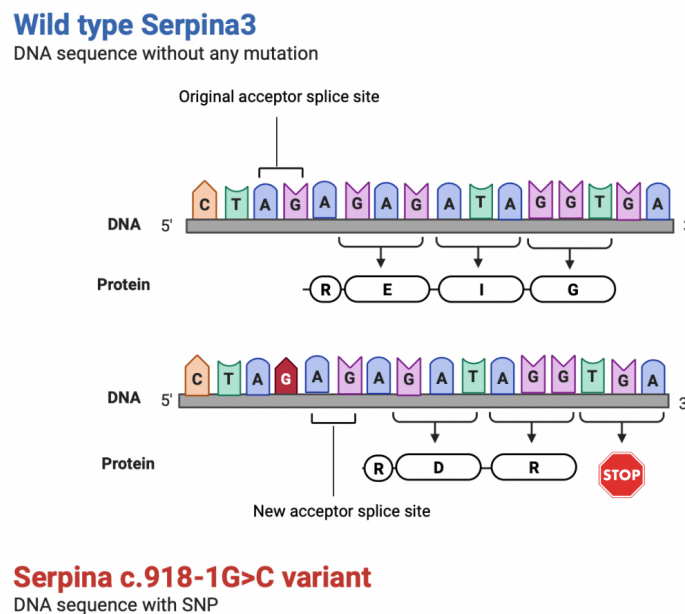 Wild type Serpina3
DNA sequence without any mutation
Original acceptor splice site
C T A G A G A G A T A G G T G A
DNA 5'
Protein R E I G
C T A G A G A G A T A G G T G A
DNA 5' 3
Protein R D R STOP
New acceptor splice site
Serpina c.918-1G>C variant
DNA sequence with SNP